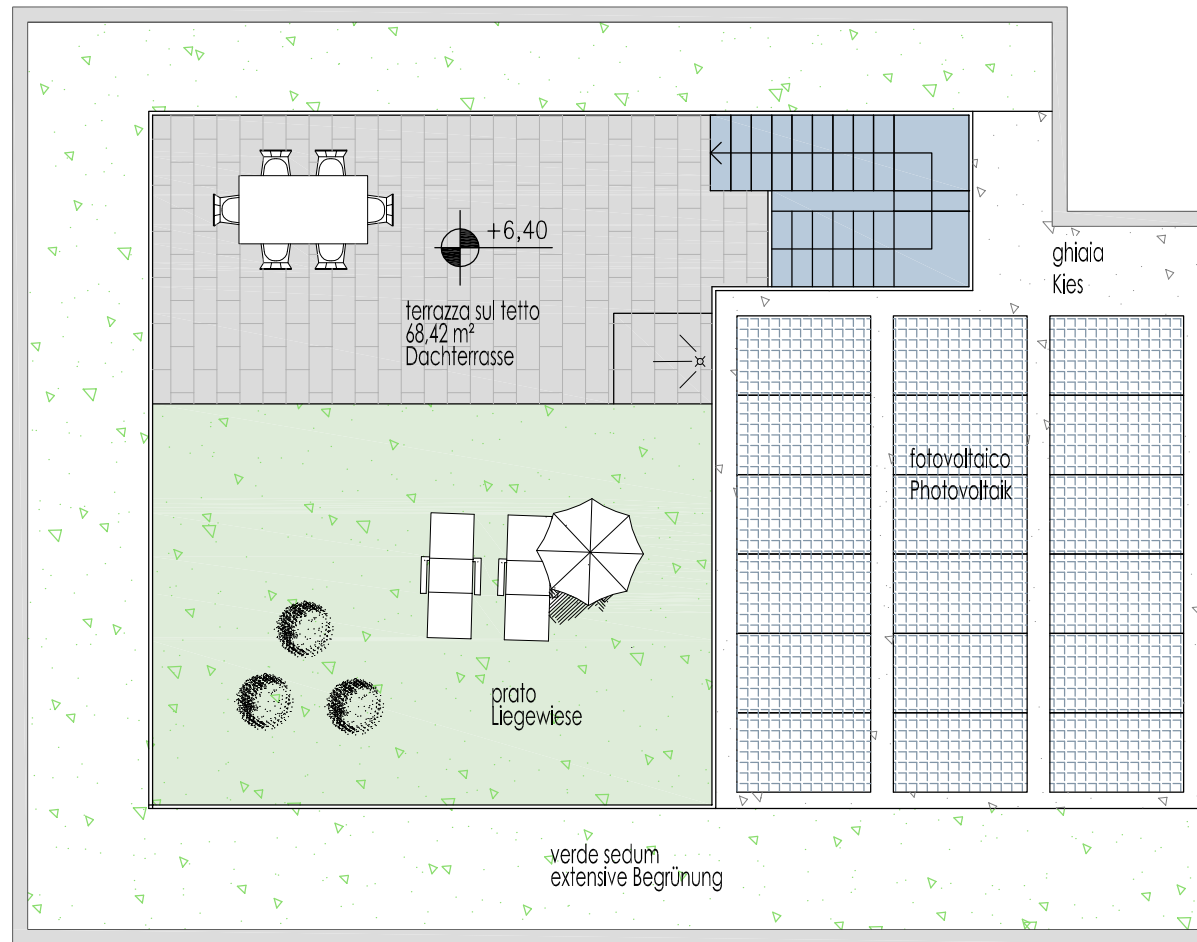 +6,40
ghiaia
Kies
terrazza sul tetto
68,42 m²
Dachterrasse
fotovoltaico
Photovoltaik
prato
Liegewiese
verde sedum
extensive Begrünung